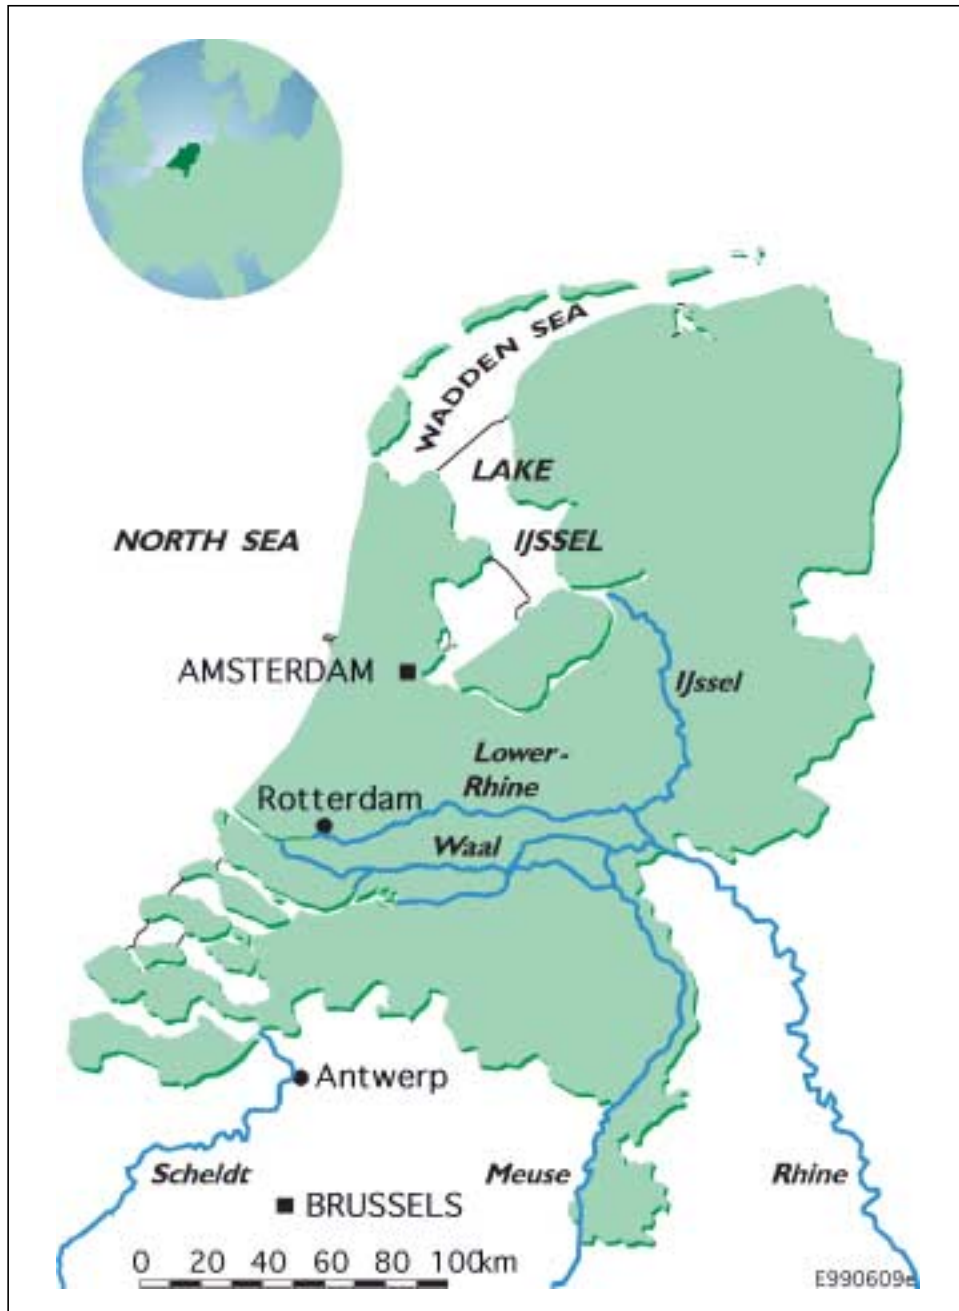 WADDEN SEA
LAKE
IJSSEL
NORTH SEA
AMSTERDAM
IJssel
Lower-
Rhine
Rotterdam
Waal
Antwerp
Scheldt
Meuse
Rhine
BRUSSELS
0 20 40 60 80 100km
E990609e